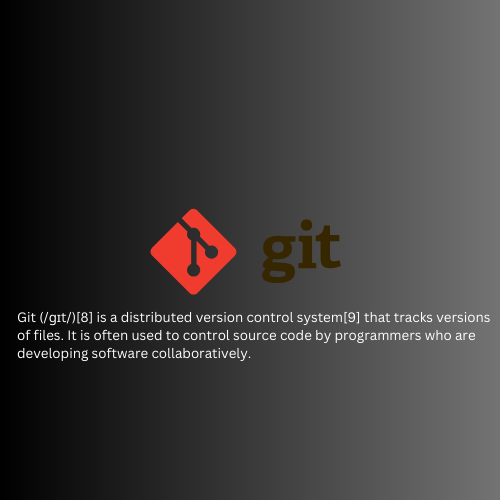 git
Git (/ɡɪt/)[8] is a distributed version control system[9] that tracks versions
of files. It is often used to control source code by programmers who are
developing software collaboratively.